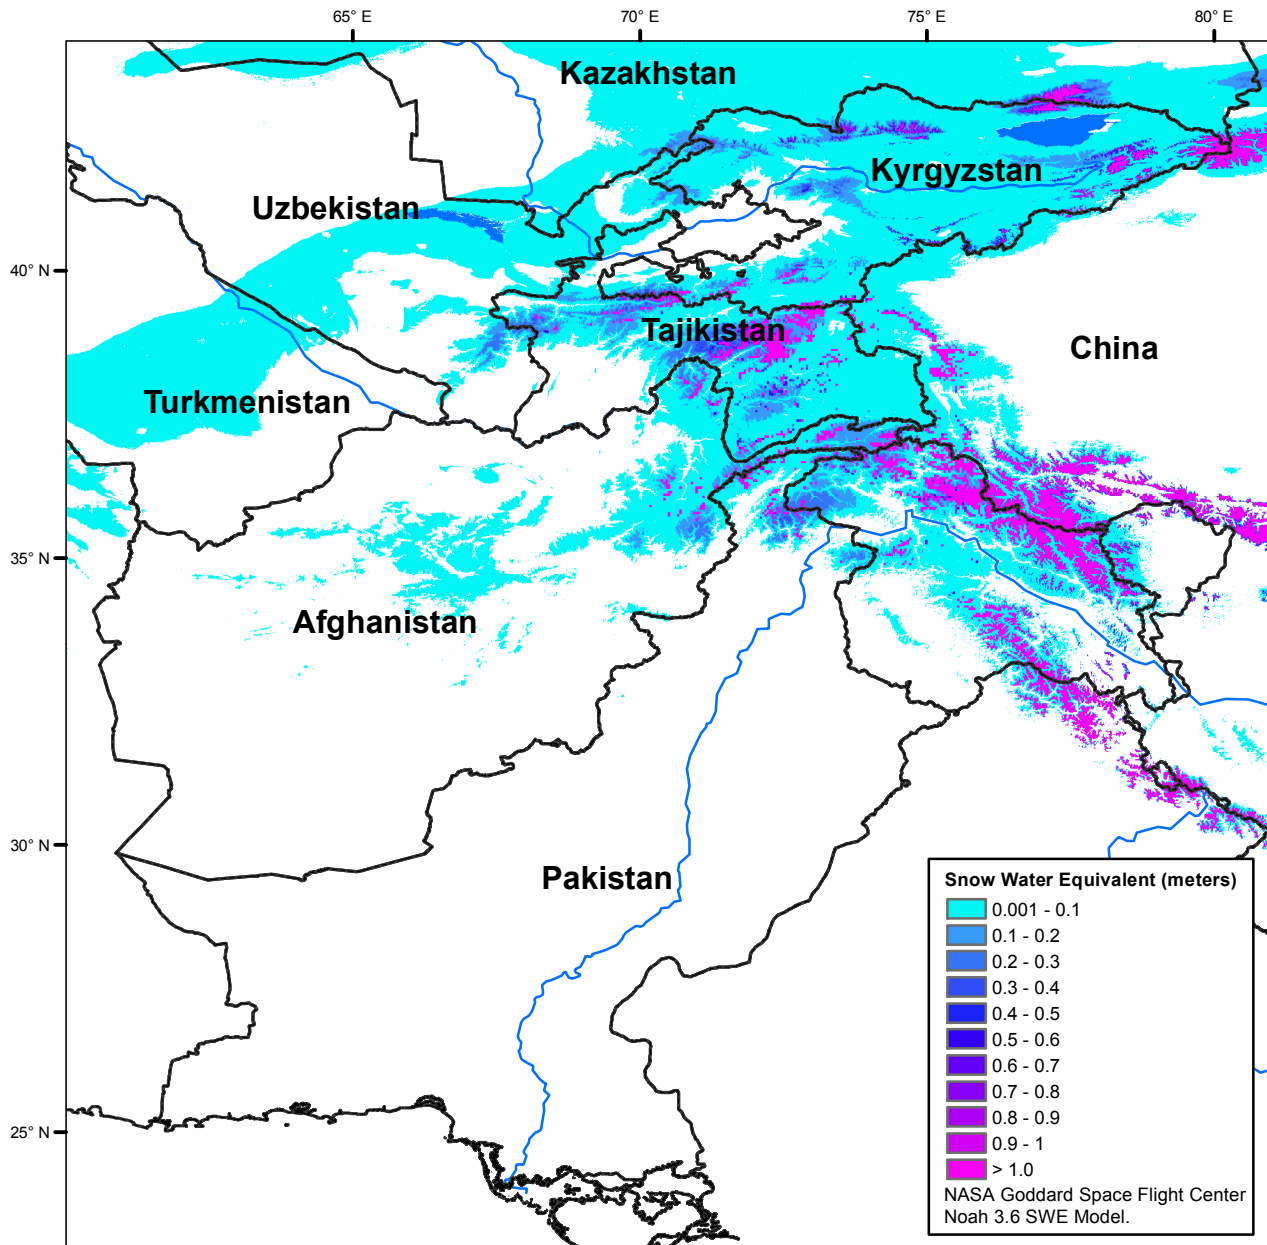 65° E
70° E
75° E
80° E
Kazakhstan
Kyrgyzstan
Uzbekistan
40° N
Tajikistan
China
Turkmenistan
35° N
Afghanistan
30° N
Pakistan
25° N
Snow Water Equivalent (meters)
0.001 - 0.1
0.1 - 0.2
0.2 - 0.3
0.3 - 0.4
0.4 - 0.5
0.5 - 0.6
0.6 - 0.7
0.7 - 0.8
0.8 - 0.9
0.9 - 1
> 1.0
NASA Goddard Space Flight Center
Noah 3.6 SWE Model.